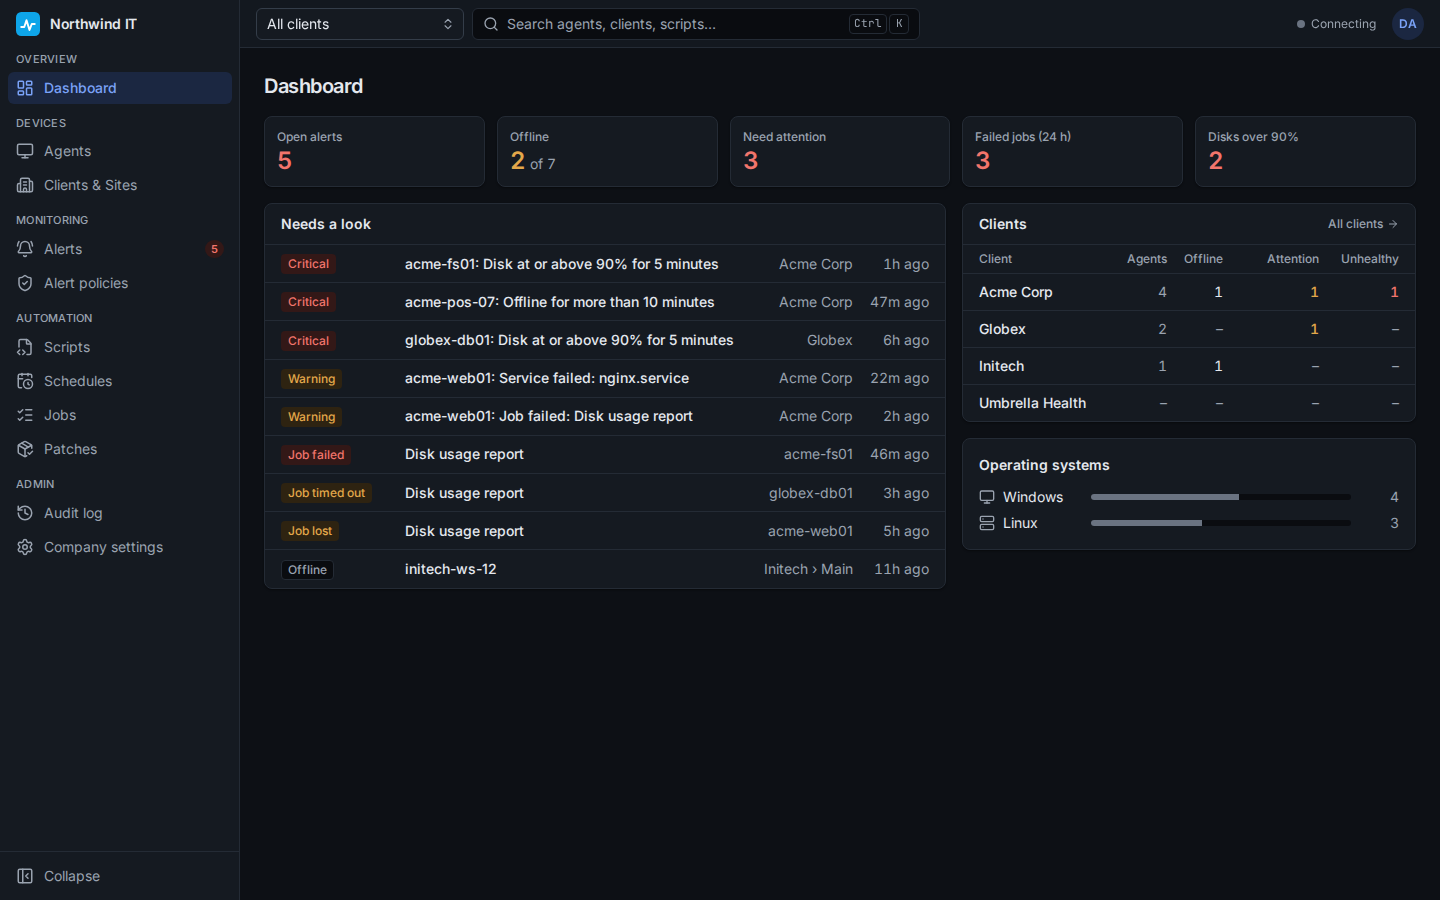 Northwind IT
OVERVIEW
Dashboard
DEVICES
Agents
Clients & Sites
MONITORING
Alerts 5
Alert policies
AUTOMATION
Scripts
Schedules
Jobs
Patches
ADMIN
Audit log
Company settings
Collapse
All clients Search agents, clients, scripts... Ctrl K Connecting DA
Dashboard
Open alerts
5
Offline
2 of 7
Need attention
3
Failed jobs (24 h)
3
Disks over 90%
2
Needs a look
Critical acme-fs01: Disk at or above 90% for 5 minutes Acme Corp 1h ago
Critical acme-pos-07: Offline for more than 10 minutes Acme Corp 47m ago
Critical globex-db01: Disk at or above 90% for 5 minutes Globex 6h ago
Warning acme-web01: Service failed: nginx.service Acme Corp 22m ago
Warning acme-web01: Job failed: Disk usage report Acme Corp 2h ago
Job failed Disk usage report acme-fs01 46m ago
Job timed out Disk usage report globex-db01 3h ago
Job lost Disk usage report acme-web01 5h ago
Offline initech-ws-12 Initech › Main 11h ago
Clients All clients →
Client Agents Offline Attention Unhealthy
Acme Corp 4 1 1 1
Globex 2 – 1 –
Initech 1 1 – –
Umbrella Health – – – –
Operating systems
Windows 4
Linux 3